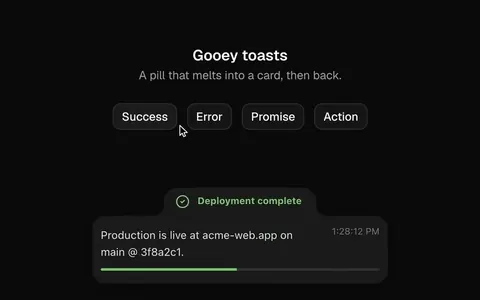 Gooey toasts
A pill that melts into a card, then back.
Success
Error
Promise
Action
Deployment complete
Production is live at acme-web.app on
1:28:12 PM
main @ 3f8a2c1.